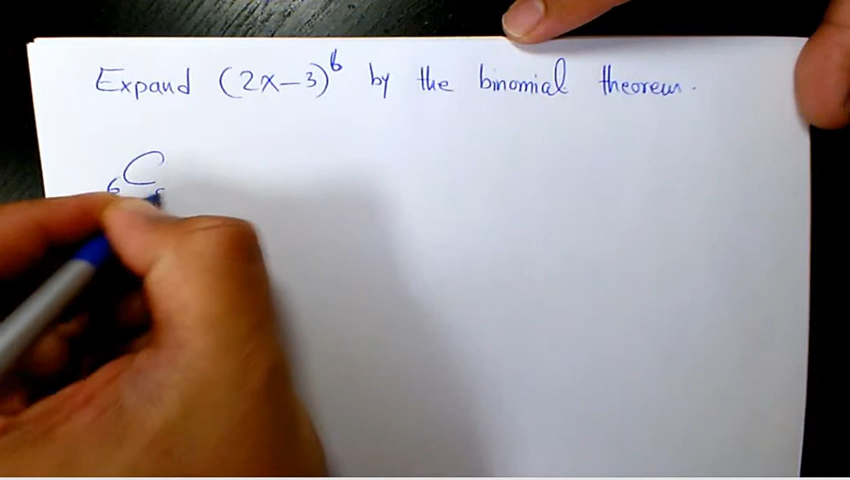 Expand (2x-3)⁶ by the binomial theorem.
₆C